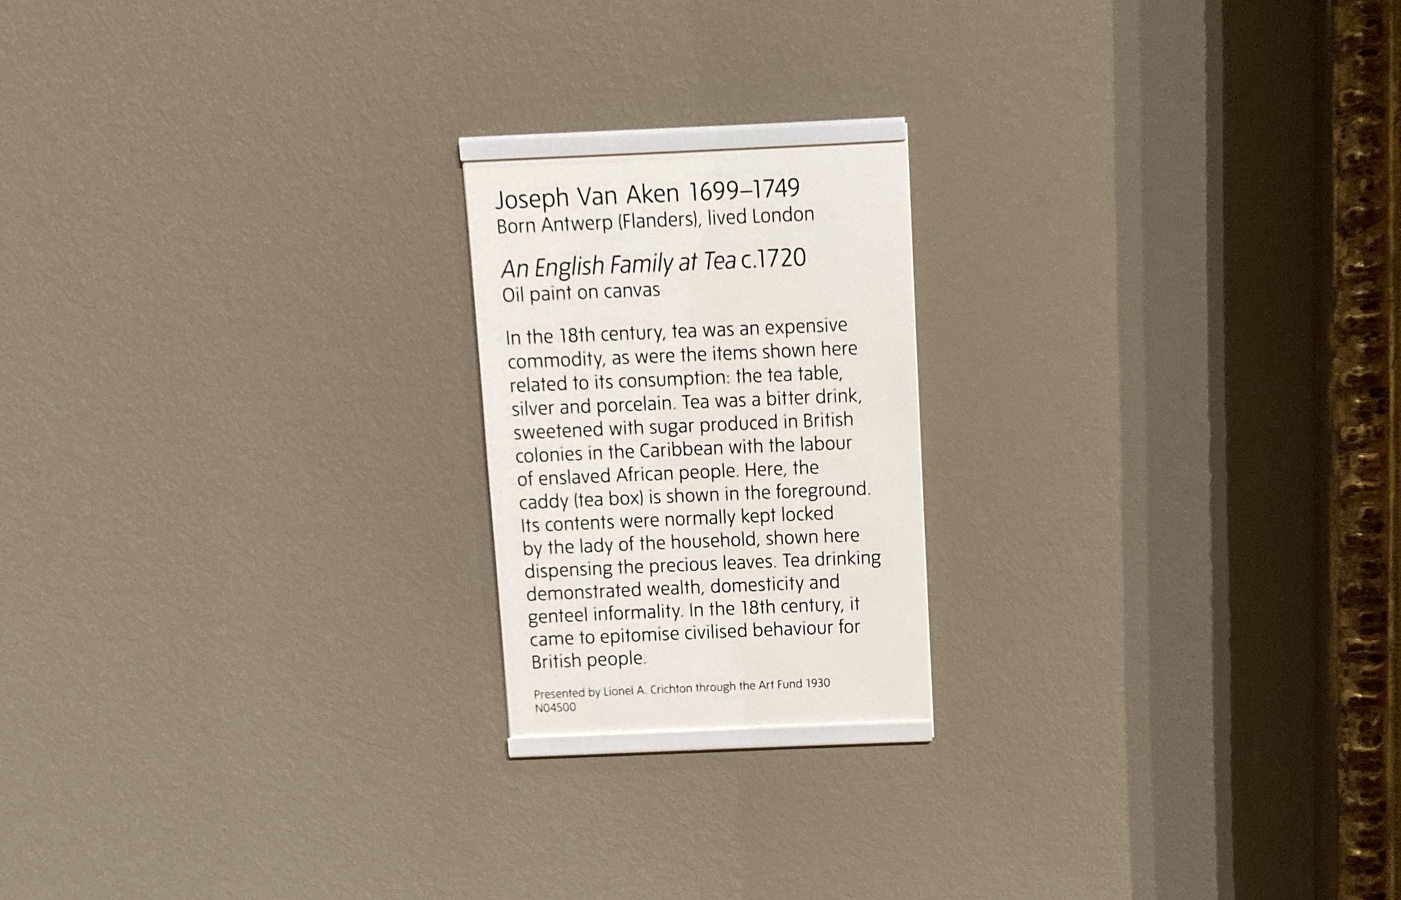 Joseph Van Aken 1699–1749
Born Antwerp (Flanders), lived London
An English Family at Tea c.1720
Oil paint on canvas
In the 18th century, tea was an expensive
commodity, as were the items shown here
related to its consumption: the tea table,
silver and porcelain. Tea was a bitter drink,
sweetened with sugar produced in British
colonies in the Caribbean with the labour
of enslaved African people. Here, the
caddy (tea box) is shown in the foreground.
Its contents were normally kept locked
by the lady of the household, shown here
dispensing the precious leaves. Tea drinking
demonstrated wealth, domesticity and
genteel informality. In the 18th century, it
came to epitomise civilised behaviour for
British people.
Presented by Lionel A. Crichton through the Art Fund 1930
N04500